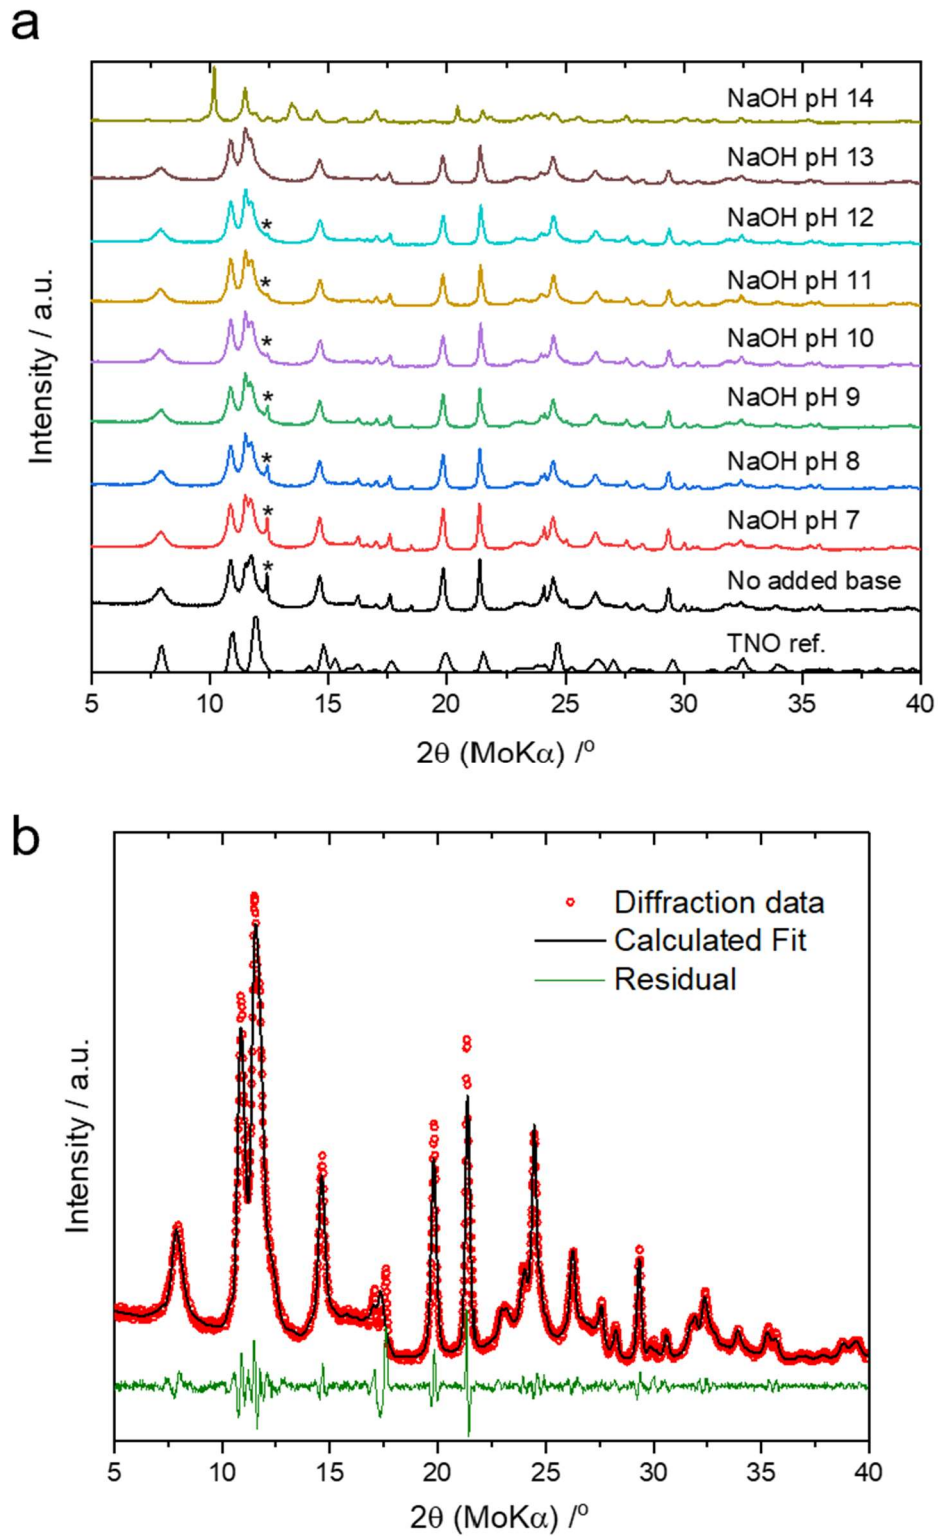 a
NaOH pH 14
NaOH pH 13
NaOH pH 12
*
NaOH pH 11
*
NaOH pH 10
*
NaOH pH 9
*
NaOH pH 8
*
NaOH pH 7
*
No added base
*
TNO ref.
Intensity / a.u.
5 10 15 20 25 30 35 40
2θ (MoKα) /°
b
Diffraction data
Calculated Fit
Residual
Intensity / a.u.
5 10 15 20 25 30 35 40
2θ (MoKα) /°